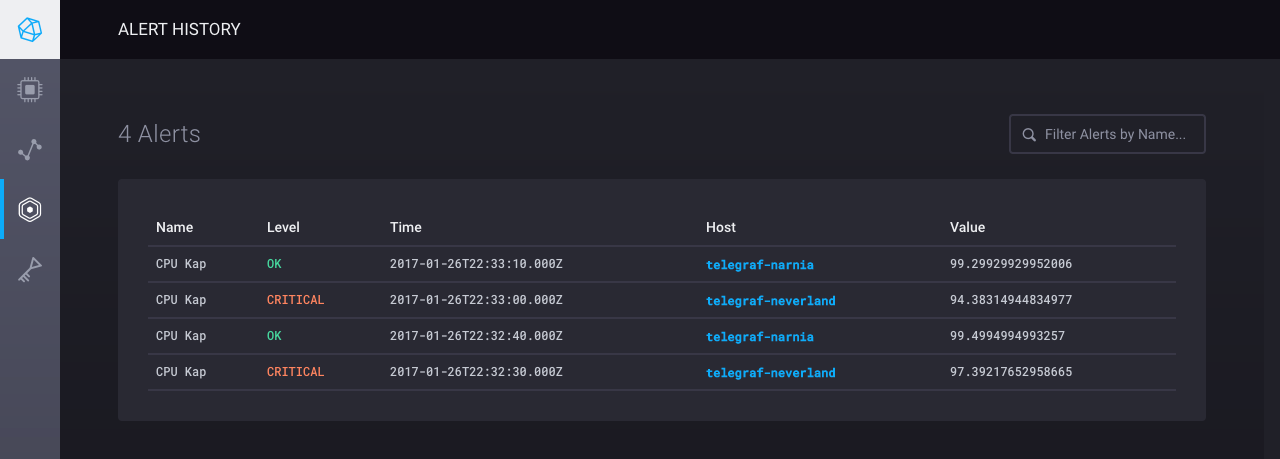 ALERT HISTORY
4 Alerts
Filter Alerts by Name...
Name Level Time Host Value
CPU Kap OK 2017-01-26T22:33:10.000Z telegraf-narnia 99.29929929952006
CPU Kap CRITICAL 2017-01-26T22:33:00.000Z telegraf-neverland 94.38314944834977
CPU Kap OK 2017-01-26T22:32:40.000Z telegraf-narnia 99.4994994993257
CPU Kap CRITICAL 2017-01-26T22:32:30.000Z telegraf-neverland 97.39217652958665